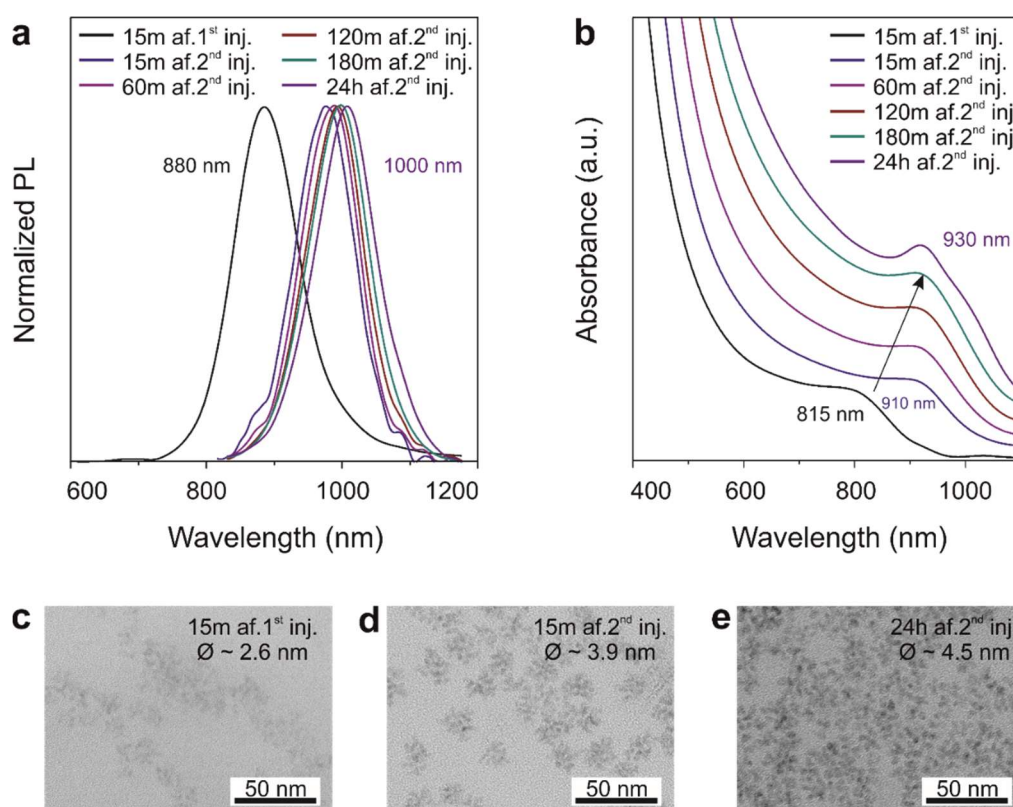 a
15m af.1st inj.
120m af.2nd inj.
15m af.2nd inj.
180m af.2nd inj.
60m af.2nd inj.
24h af.2nd inj.
880 nm
1000 nm
Normalized PL
600 800 1000 1200
Wavelength (nm)
b
15m af.1st inj.
15m af.2nd inj.
60m af.2nd inj.
120m af.2nd inj
180m af.2nd inj.
24h af.2nd inj.
930 nm
910 nm
815 nm
Absorbance (a.u.)
400 600 800 1000
Wavelength (nm)
c
15m af.1st inj.
Ø ~ 2.6 nm
50 nm
d
15m af.2nd inj.
Ø ~ 3.9 nm
50 nm
e
24h af.2nd inj
Ø ~ 4.5 nm
50 nm